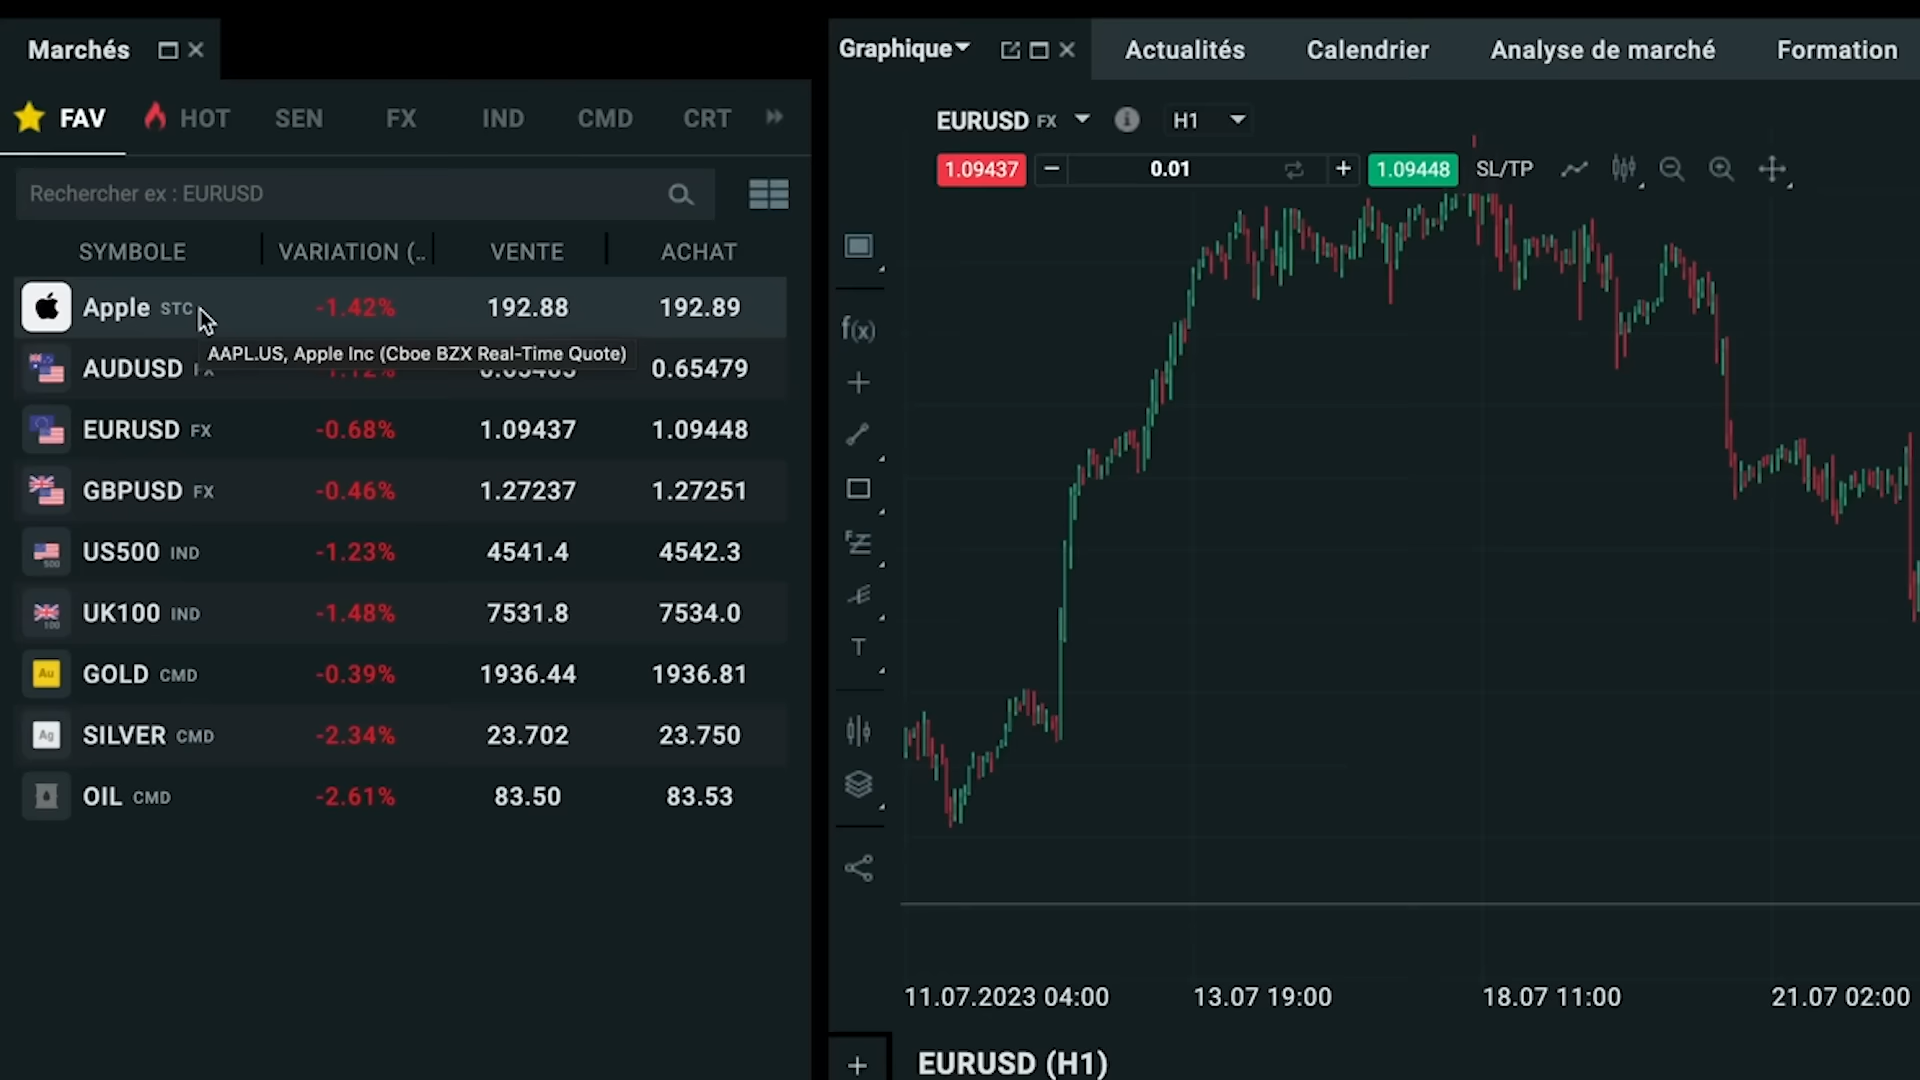 Marchés
Graphique
Actualités
Calendrier
Analyse de marché
Formation
FAV HOT SEN FX IND CMD CRT
Rechercher ex : EURUSD
SYMBOLE VARIATION (.. VENTE ACHAT
Apple STC -1.42% 192.88 192.89
AAPL.US, Apple Inc (Cboe BZX Real-Time Quote)
AUDUSD 0.65479
EURUSD FX -0.68% 1.09437 1.09448
GBPUSD FX -0.46% 1.27237 1.27251
US500 IND -1.23% 4541.4 4542.3
UK100 IND -1.48% 7531.8 7534.0
Au GOLD CMD -0.39% 1936.44 1936.81
Ag SILVER CMD -2.34% 23.702 23.750
OIL CMD -2.61% 83.50 83.53
EURUSD FX H1
1.09437 0.01 1.09448 SL/TP
f(x)
T
11.07.2023 04:00 13.07 19:00 18.07 11:00 21.07 02:00
EURUSD (H1)